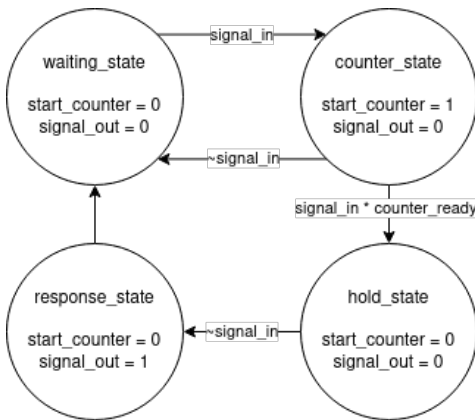 signal_in
waiting_state
start_counter = 0
signal_out = 0
counter_state
start_counter = 1
signal_out = 0
~signal_in
signal_in * counter_ready
response_state
start_counter = 0
signal_out = 1
hold_state
start_counter = 0
signal_out = 0
~signal_in